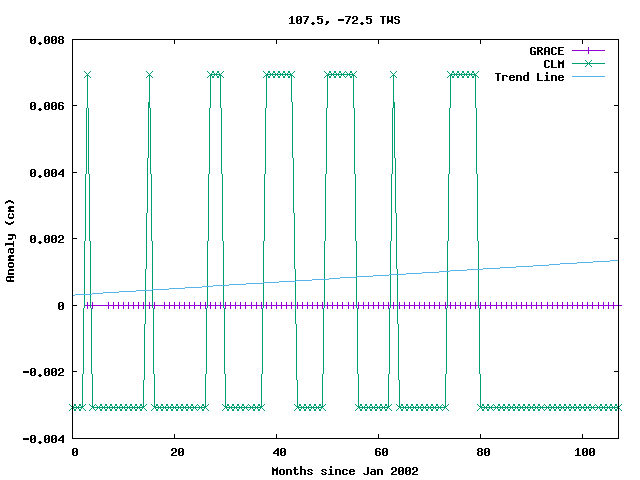 107.5, -72.5 TWS
0.008
GRACE
CLM
Trend Line
0.006
0.004
0.002
0
-0.002
-0.004
Anomaly (cm)
0 20 40 60 80 100
Months since Jan 2002